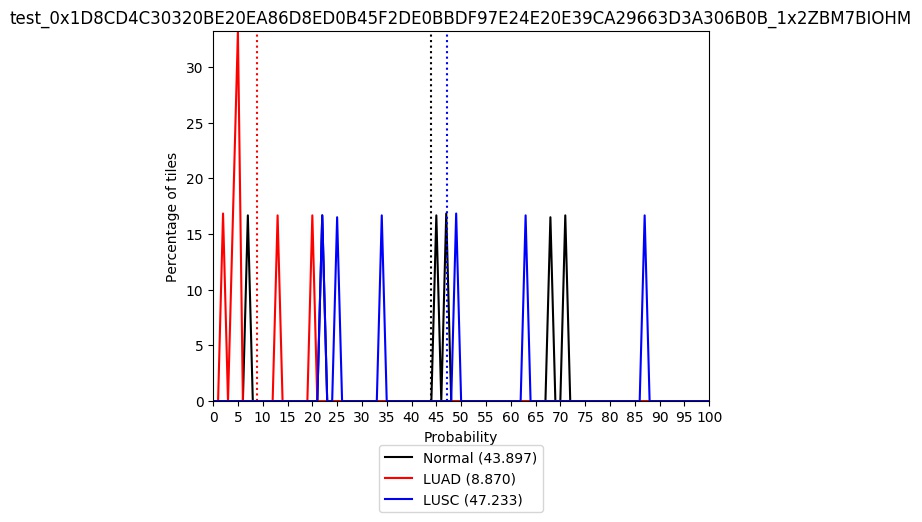 test_0x1D8CD4C30320BE20EA86D8ED0B45F2DE0BBDF97E24E20E39CA29663D3A306B0B_1x2ZBM7BIOHM
30
25
20
15
10
5
0
Percentage of tiles
0 5 10 15 20 25 30 35 40 45 50 55 60 65 70 75 80 85 90 95 100
Probability
Normal (43.897)
LUAD (8.870)
LUSC (47.233)